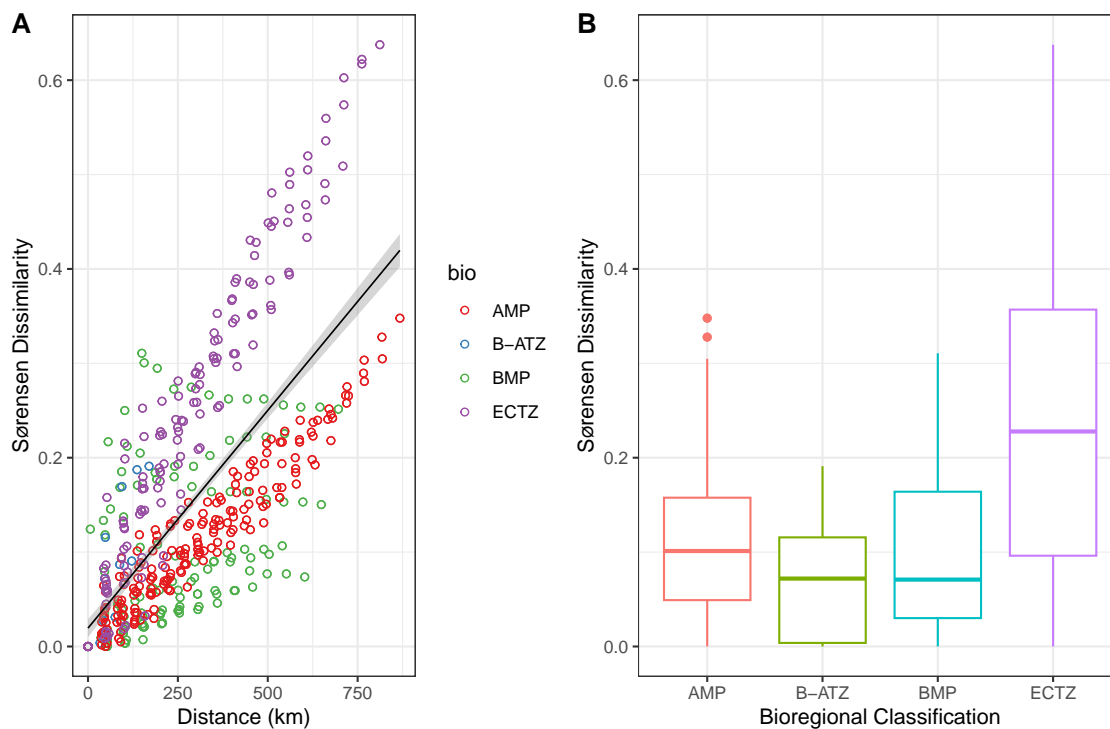 A
B
Sørensen Dissimilarity
0.6
0.4
0.2
0.0
0
250
500
750
Distance (km)
bio
AMP
B−ATZ
BMP
ECTZ
Sørensen Dissimilarity
0.6
0.4
0.2
0.0
AMP
B−ATZ
BMP
ECTZ
Bioregional Classification